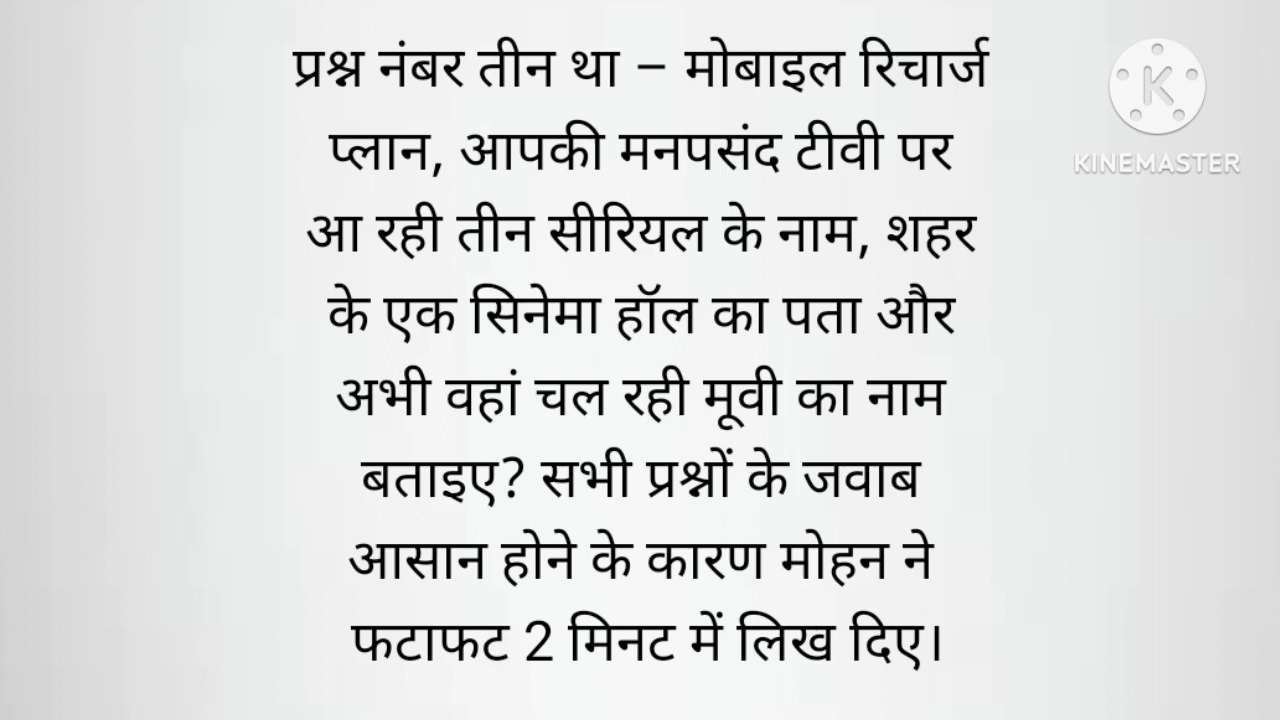 प्रश्न नंबर तीन था – मोबाइल रिचार्ज
प्लान, आपकी मनपसंद टीवी पर
आ रही तीन सीरियल के नाम, शहर
के एक सिनेमा हॉल का पता और
अभी वहां चल रही मूवी का नाम
बताइए? सभी प्रश्नों के जवाब
आसान होने के कारण मोहन ने
फटाफट 2 मिनट में लिख दिए।
K
KINEMASTER